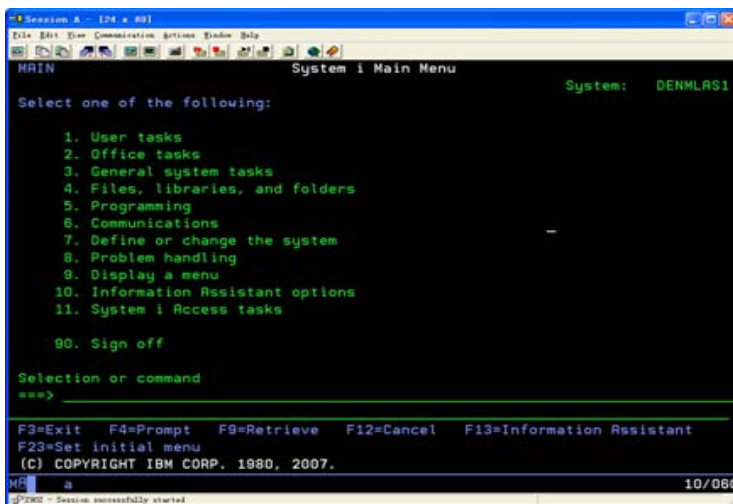 Session A - [24 x 80]
File Edit View Communication Actions Window Help
MAIN System i Main Menu
System: DENMLAS1
Select one of the following:
1. User tasks
2. Office tasks
3. General system tasks
4. Files, libraries, and folders
5. Programming
6. Communications
7. Define or change the system
8. Problem handling
9. Display a menu
10. Information Assistant options
11. System i Access tasks
90. Sign off
Selection or command
===>
F3=Exit F4=Prompt F9=Retrieve F12=Cancel F13=Information Assistant
F23=Set initial menu
(C) COPYRIGHT IBM CORP. 1980, 2007.
MA a 10/060
I902 - Session successfully started